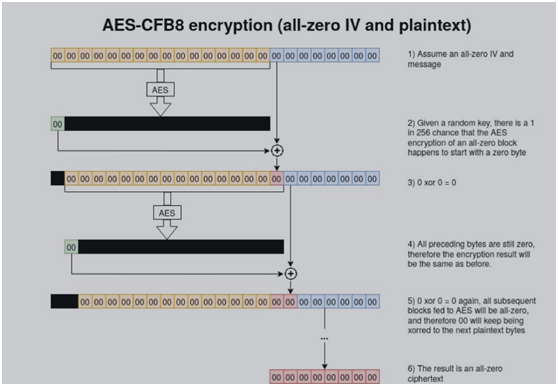 AES-CFB8 encryption (all-zero IV and plaintext)
00 00 00 00 00 00 00 00 00 00 00 00 00 00 00 00 00 00 00 00 00 00 00 00
1) Assume an all-zero IV and
message
AES
00
2) Given a random key, there is a 1
in 256 chance that the AES
encryption of an all-zero block
happens to start with a zero byte
00 00 00 00 00 00 00 00 00 00 00 00 00 00 00 00 00 00 00 00 00 00 00
3) 0 xor 0 = 0
AES
00
4) All preceding bytes are still zero,
therefore the encryption result will
be the same as before.
00 00 00 00 00 00 00 00 00 00 00 00 00 00 00 00 00 00 00 00 00 00
5) 0 xor 0 = 0 again, all subsequent
blocks fed to AES will be all-zero,
and therefore 00 will keep being
xorred to the next plaintext bytes
...
00 00 00 00 00 00 00 00
6) The result is an all-zero
ciphertext